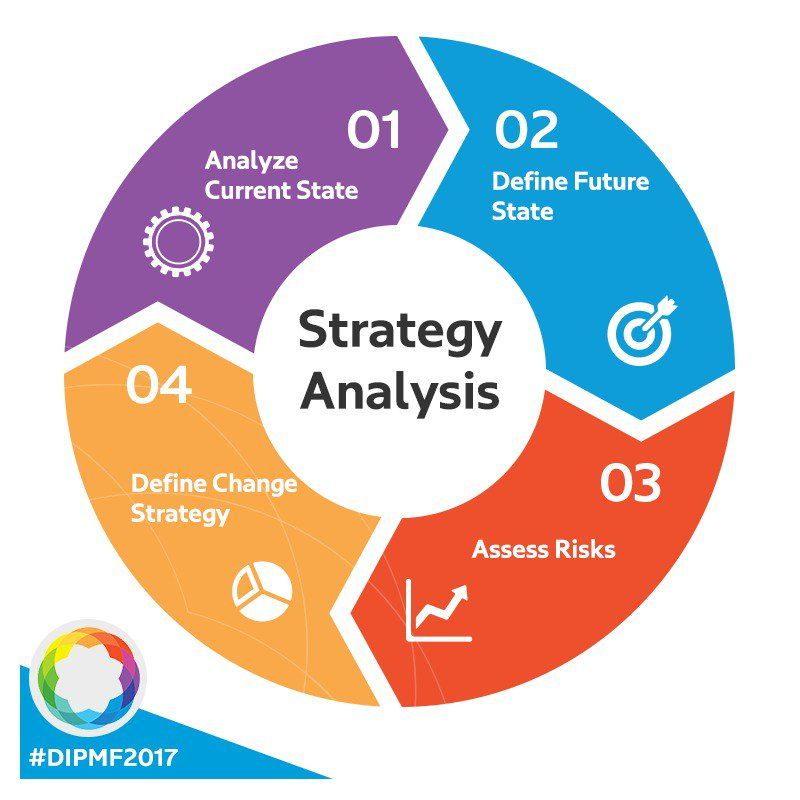 Strategy
Analysis
01
Analyze
Current State
02
Define Future
State
03
Assess Risks
04
Define Change
Strategy
#DIPMF2017